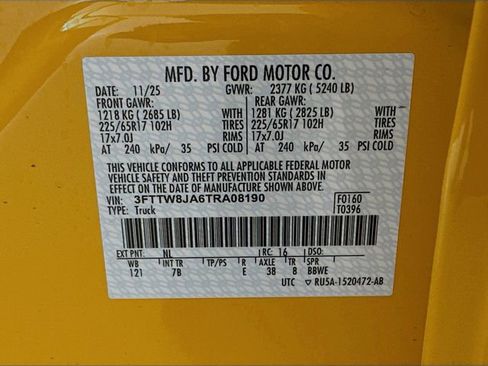 MFD. BY FORD MOTOR CO.
DATE: 11/25 GVWR: 2377 KG ( 5240 LB)
FRONT GAWR: REAR GAWR:
1218 KG ( 2685 LB) WITH 1281 KG ( 2825 LB) WITH
225/65R17 102H TIRES 225/65R17 102H TIRES
17x7.0J RIMS 17x7.0J RIMS
AT 240 kPa/ 35 PSI COLD AT 240 kPa/ 35 PSI COLD
THIS VEHICLE CONFORMS TO ALL APPLICABLE FEDERAL MOTOR
VEHICLE SAFETY AND THEFT PREVENTION STANDARDS IN
EFFECT ON THE DATE OF MANUFACTURE SHOWN ABOVE.
VIN: 3FTTW8JA6TRA08190 F0160
TYPE: Truck T0396
EXT PNT: NL RC: 16 DSO:
WB INT TR TP/PS R AXLE TR SPR
121 7B E 38 8 BBWE
UTC ▽ RU5A-1520472-AB